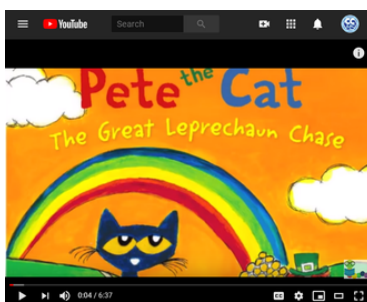 YouTube
Search
Pete the Cat
The Great Leprechaun Chase
0:04 / 6:37